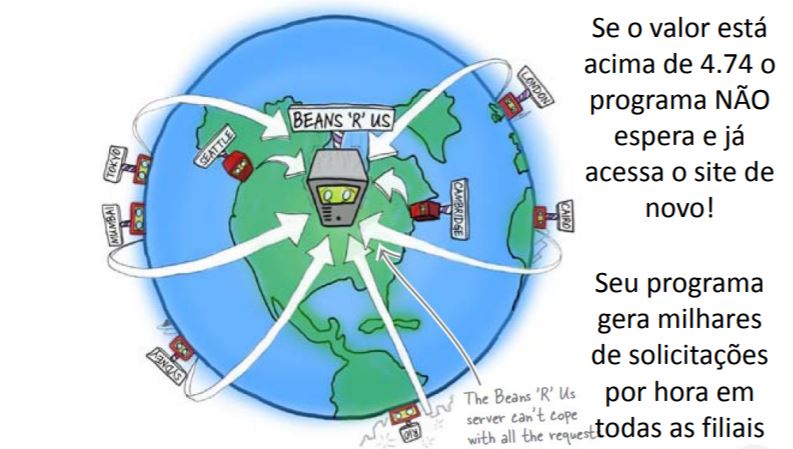 Se o valor está
acima de 4.74 o
programa NÃO
espera e já
acessa o site de
novo!
Seu programa
gera milhares
de solicitações
por hora em
todas as filiais
BEANS 'R' US
SEATTLE
TOKYO
MUMBAI
SYDNEY
RIO
CAMBRIDGE
CAIRO
LONDON
The Beans 'R' Us
server can't cope
with all the request